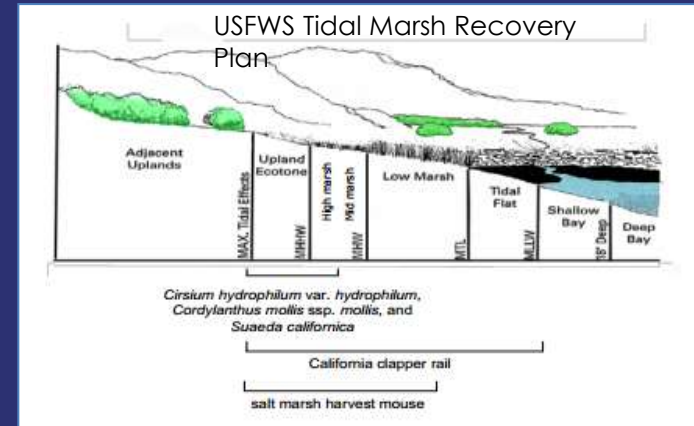 USFWS Tidal Marsh Recovery
Plan
Adjacent
Uplands
MAX. Tidal Effects
Upland
Ecotone
MHHW
High marsh
Mid marsh
MHW
Low Marsh
MTL
Tidal
Flat
MLLW
Shallow
Bay
18' Deep
Deep
Bay
Cirsium hydrophilum var. hydrophilum,
Cordylanthus mollis ssp. mollis, and
Suaeda californica
California clapper rail
salt marsh harvest mouse